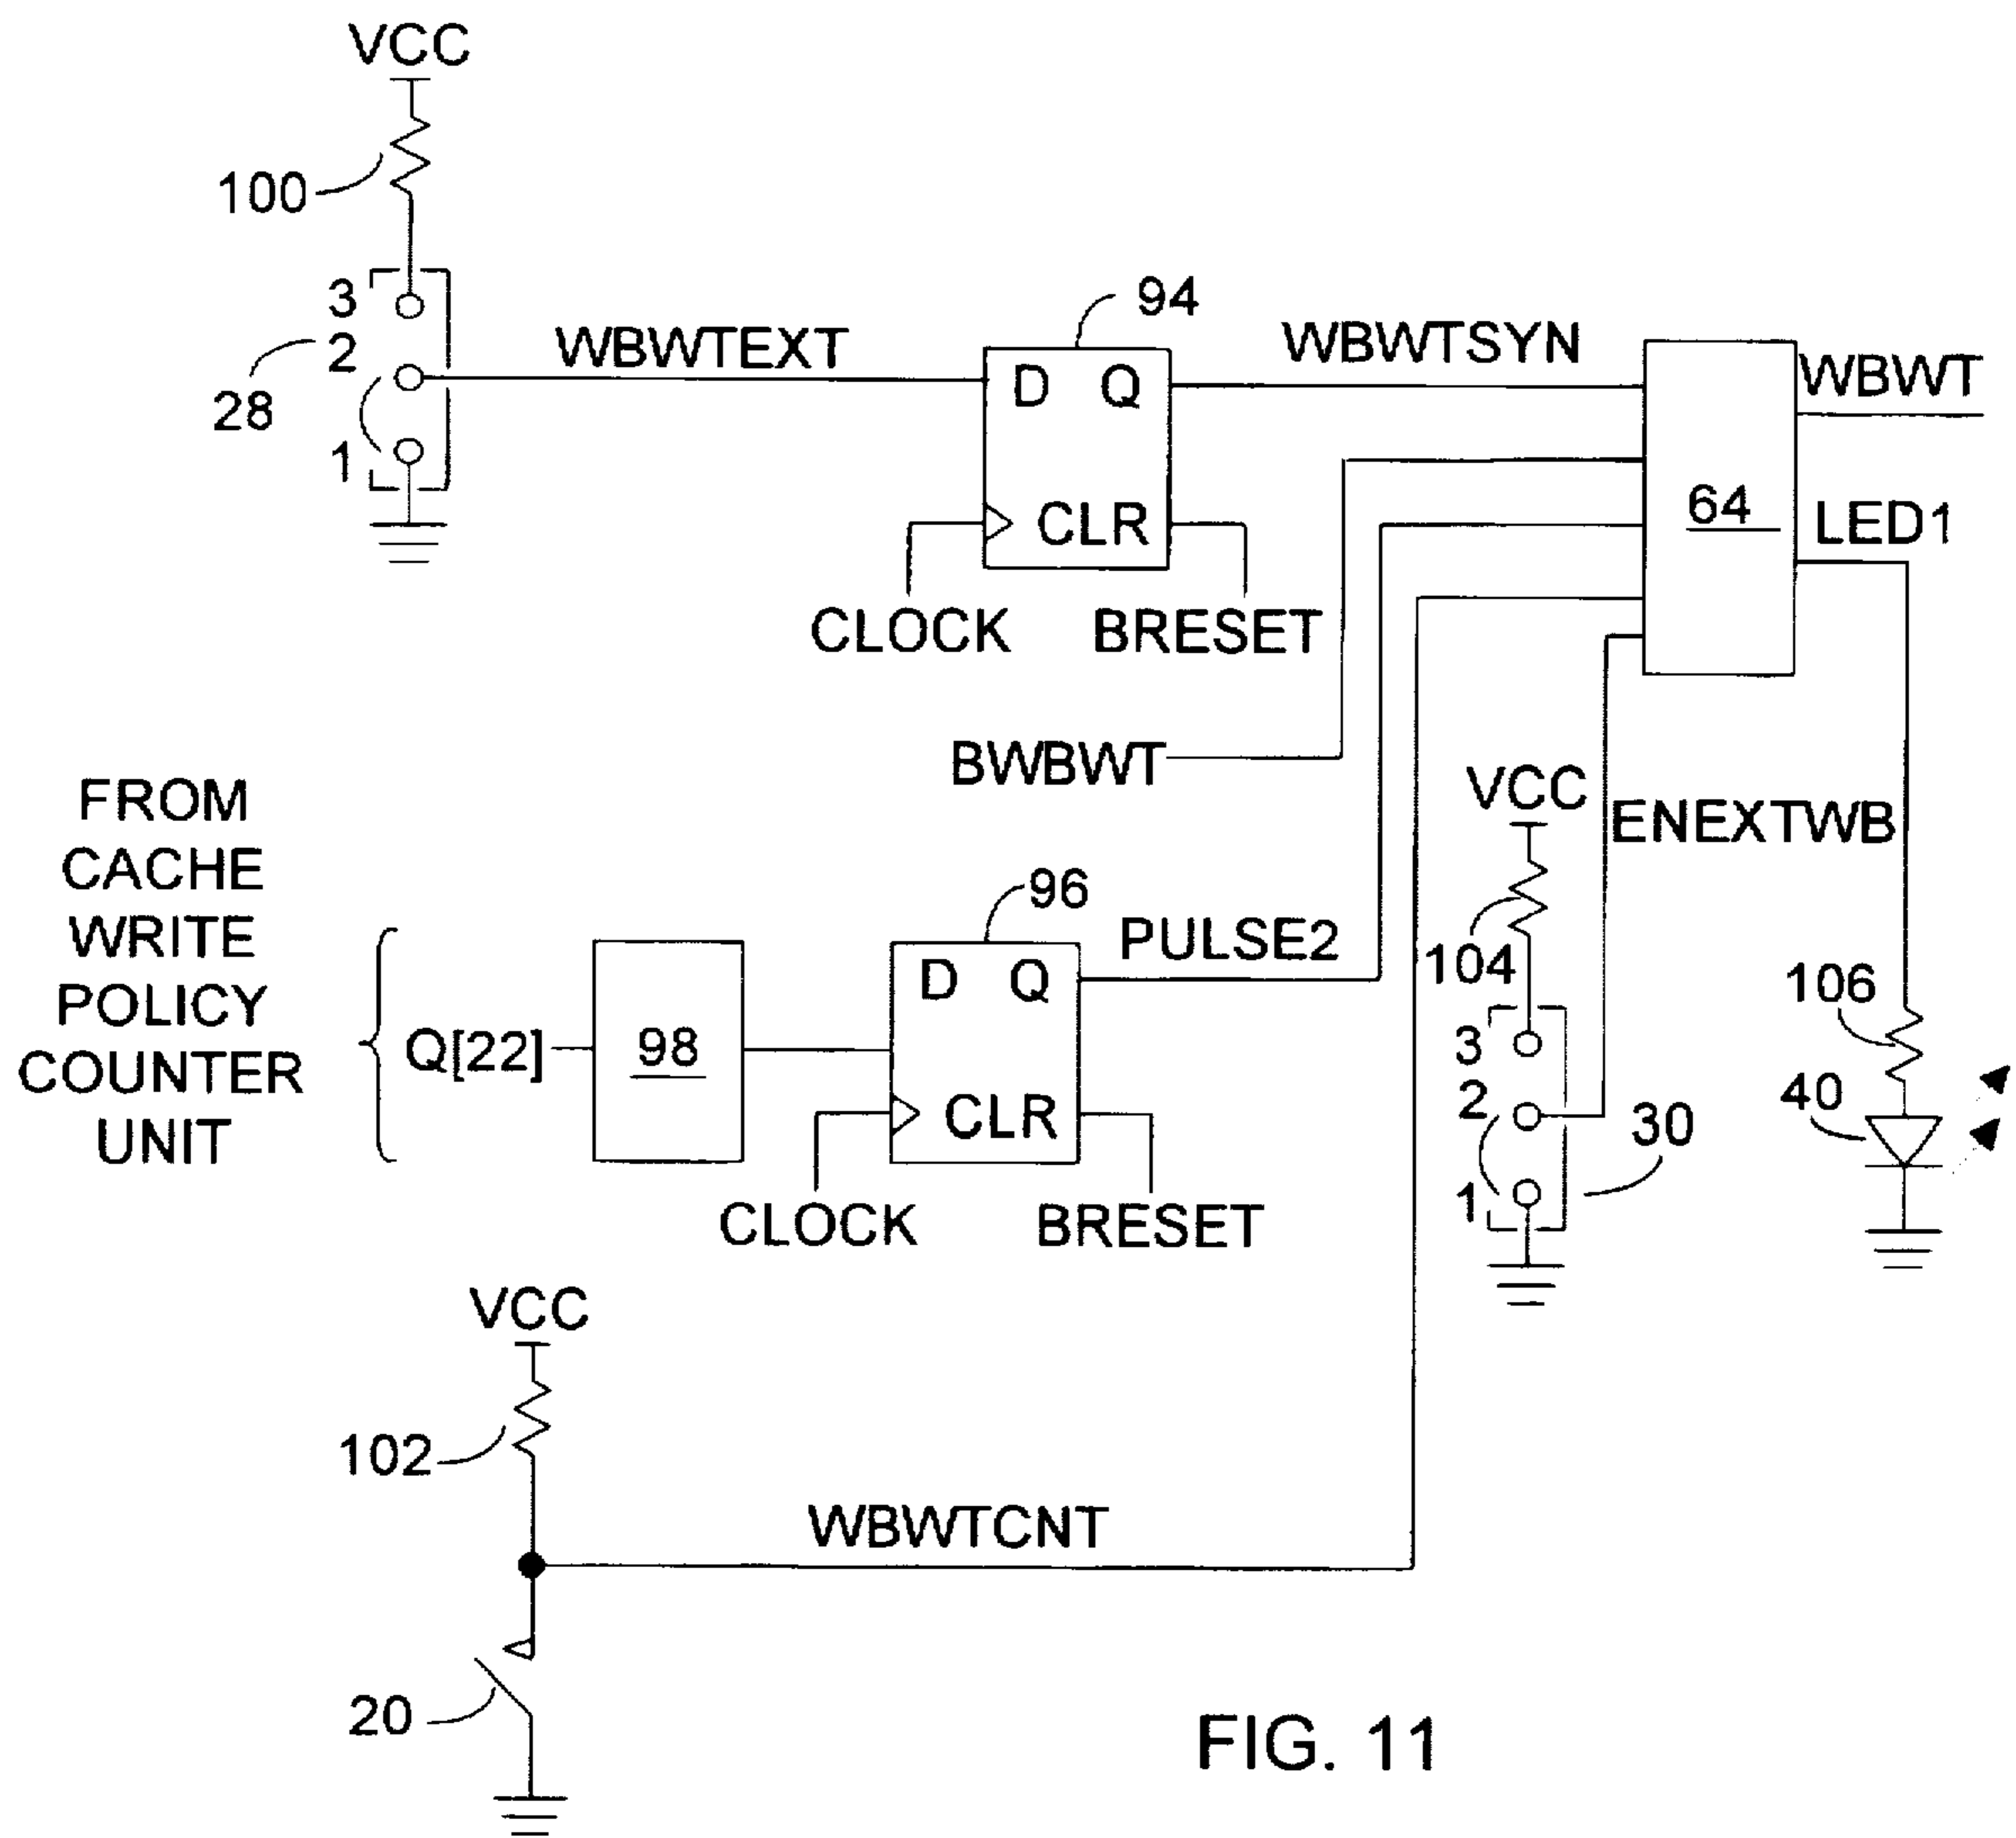 VCC
100
3
2
28
1
WBWTEXT
94
D Q
CLR
CLOCK
BRESET
WBWTSYN
64
WBWT
LED1
BWBWT
FROM
CACHE
WRITE
POLICY
COUNTER
UNIT
Q[22]
98
96
D Q
CLR
PULSE2
CLOCK
BRESET
VCC
ENEXTWB
104
3
2
1
30
106
40
VCC
102
WBWTCNT
20
FIG. 11